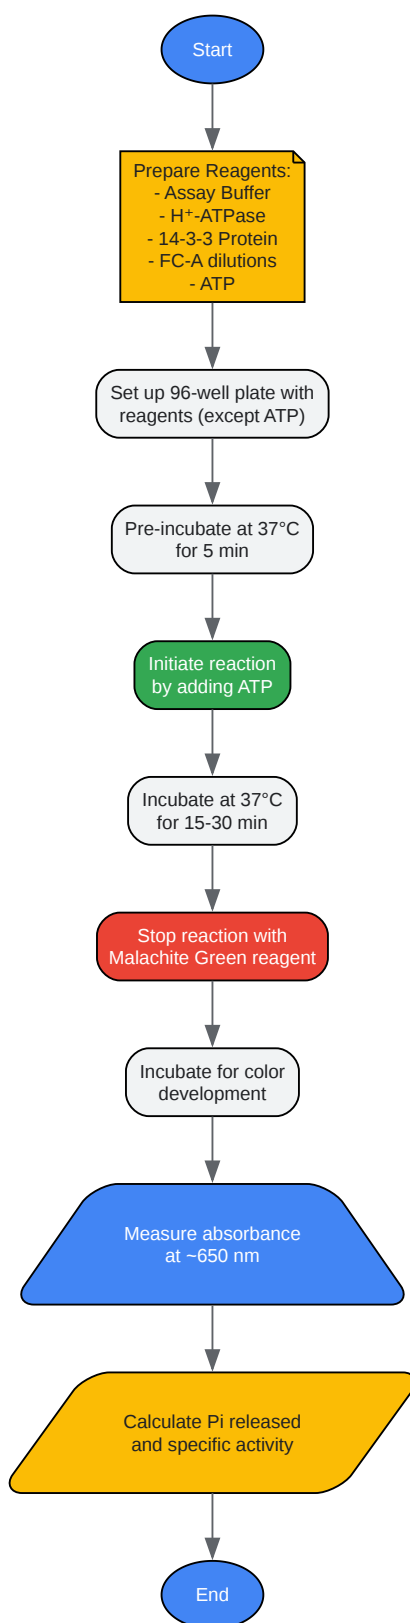 Start
Prepare Reagents:
- Assay Buffer
- H⁺-ATPase
- 14-3-3 Protein
- FC-A dilutions
- ATP
Set up 96-well plate with
reagents (except ATP)
Pre-incubate at 37°C
for 5 min
Initiate reaction
by adding ATP
Incubate at 37°C
for 15-30 min
Stop reaction with
Malachite Green reagent
Incubate for color
development
Measure absorbance
at ~650 nm
Calculate Pi released
and specific activity
End